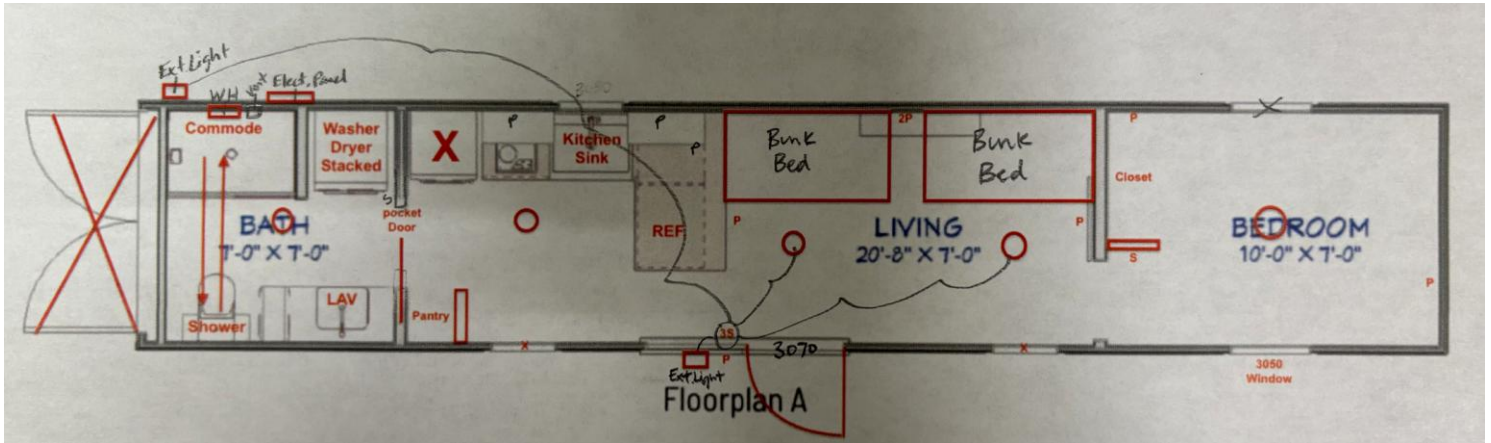 Ext. Light
WH
Elect. Panel
3050
Commode
Washer
Dryer
Stacked
X
P
Kitchen
Sink
P
P
Bunk
Bed
2P
Bunk
Bed
P
Closet
S
pocket
Door
BATH
7'-0" X 7'-0"
REF
P
LIVING
20'-8" X 7'-0"
P
S
BEDROOM
10'-0" X 7'-0"
P
LAV
Shower
Pantry
X
3S
P
3070
X
3050
Window
Ext. Light
Floorplan A